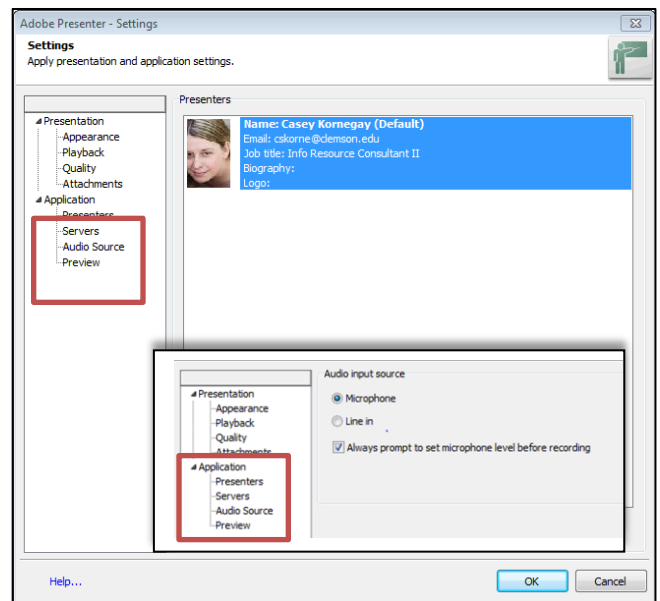 Adobe Presenter - Settings
Settings
Apply presentation and application settings.
Presentation
Appearance
Playback
Quality
Attachments
Application
Presenters
Servers
Audio Source
Preview
Presenters
Name: Casey Kornegay (Default)
Email: cskorne@clemson.edu
Job title: Info Resource Consultant II
Biography:
Logo:
Presentation
Appearance
Playback
Quality
Attachments
Application
Presenters
Servers
Audio Source
Preview
Audio input source
Microphone
Line in
Always prompt to set microphone level before recording
Help...
OK
Cancel